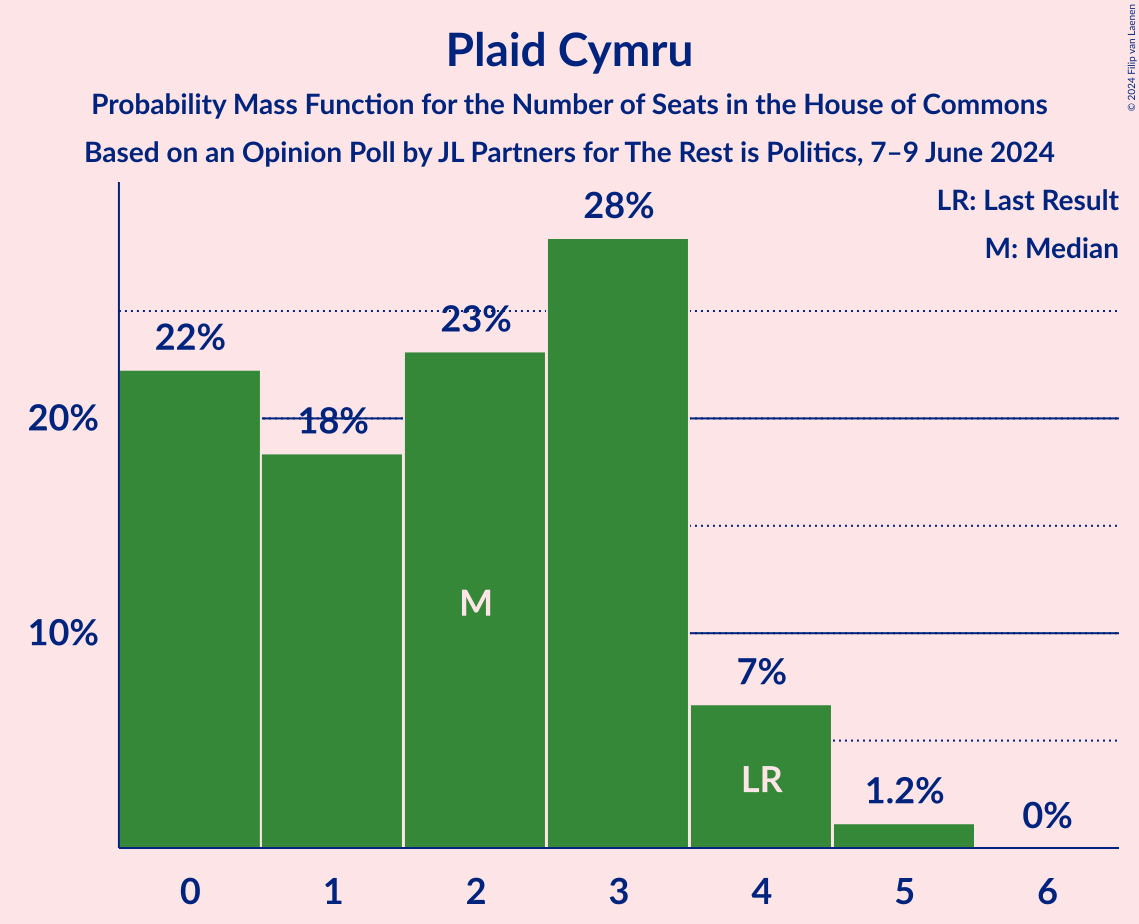 Plaid Cymru
Probability Mass Function for the Number of Seats in the House of Commons
Based on an Opinion Poll by JL Partners for The Rest is Politics, 7–9 June 2024
© 2024 Filip van Laenen
LR: Last Result
M: Median
28%
23%
22%
18%
20%
M
10%
7%
LR
1.2%
0%
0 1 2 3 4 5 6